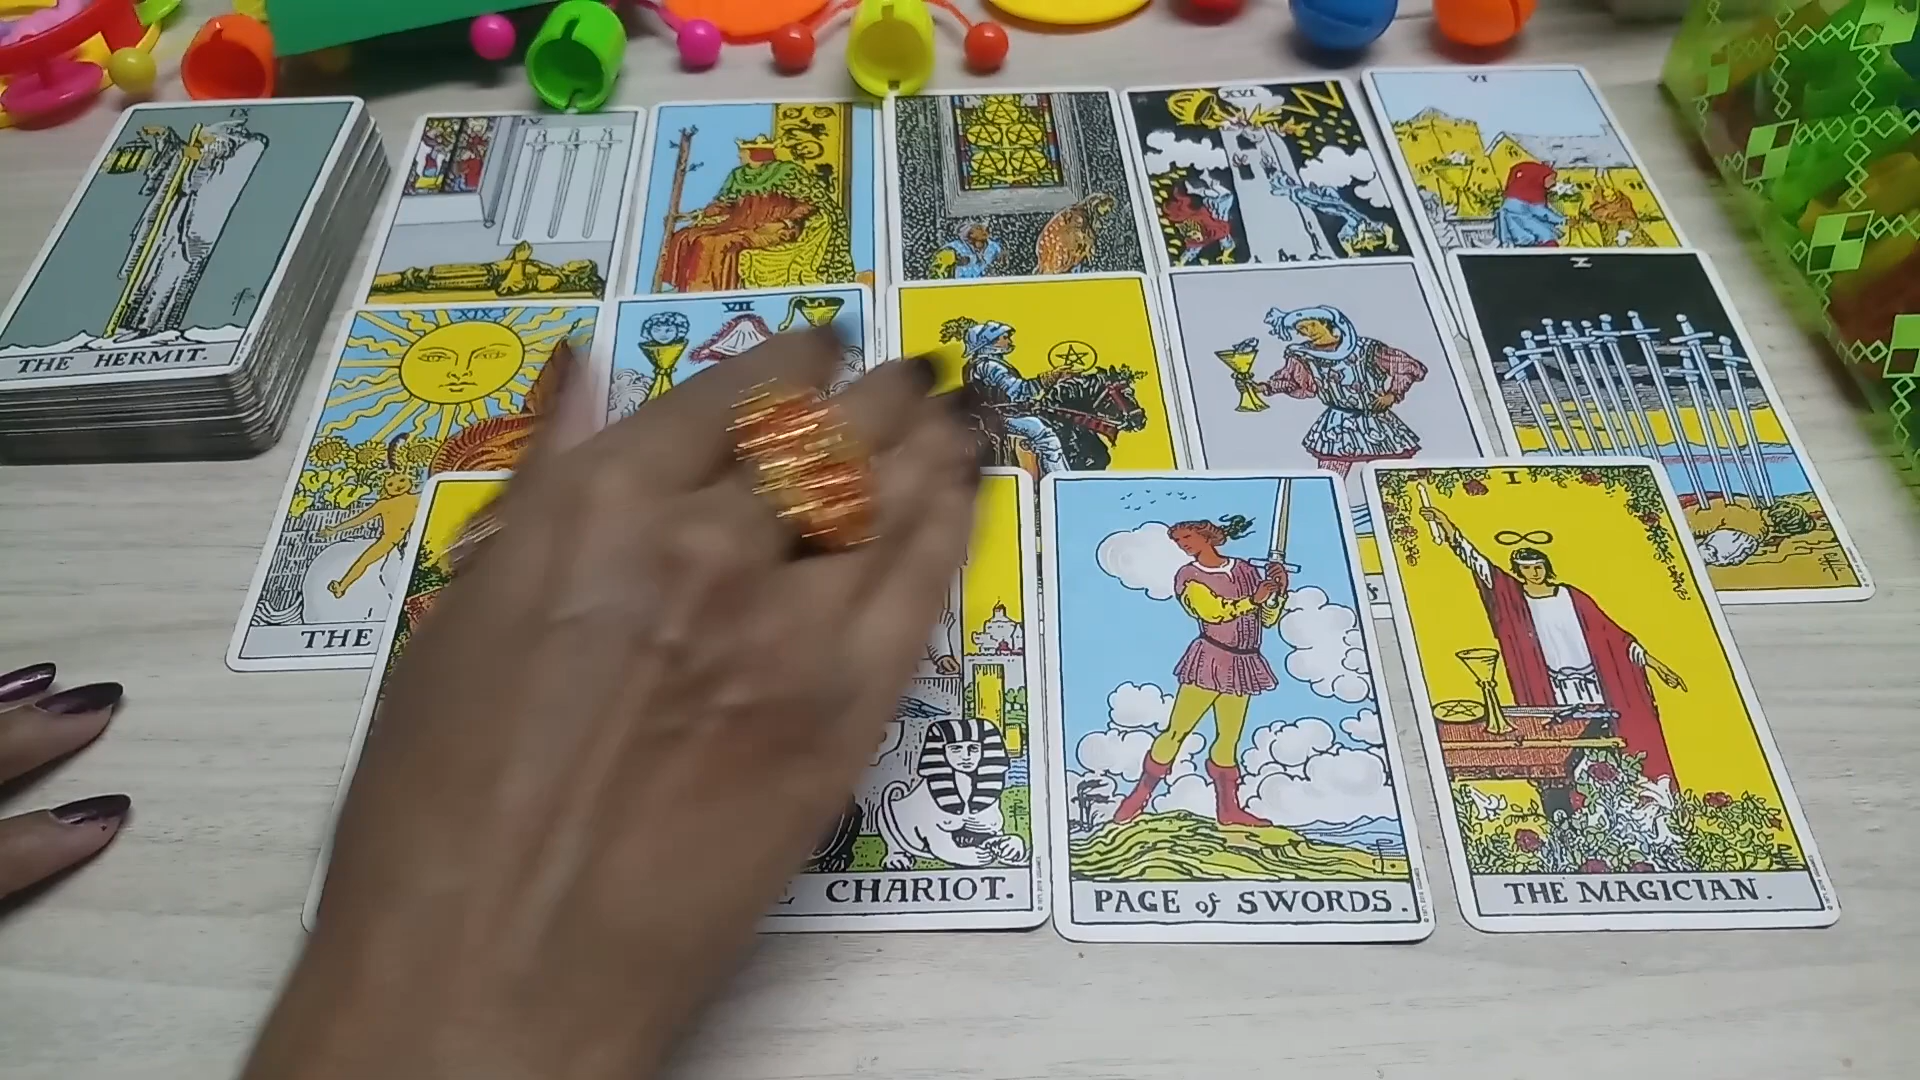 IX
THE HERMIT.
IV
XVI
VI
XIX
THE
VII
X
CHARIOT.
PAGE of SWORDS.
I
THE MAGICIAN.